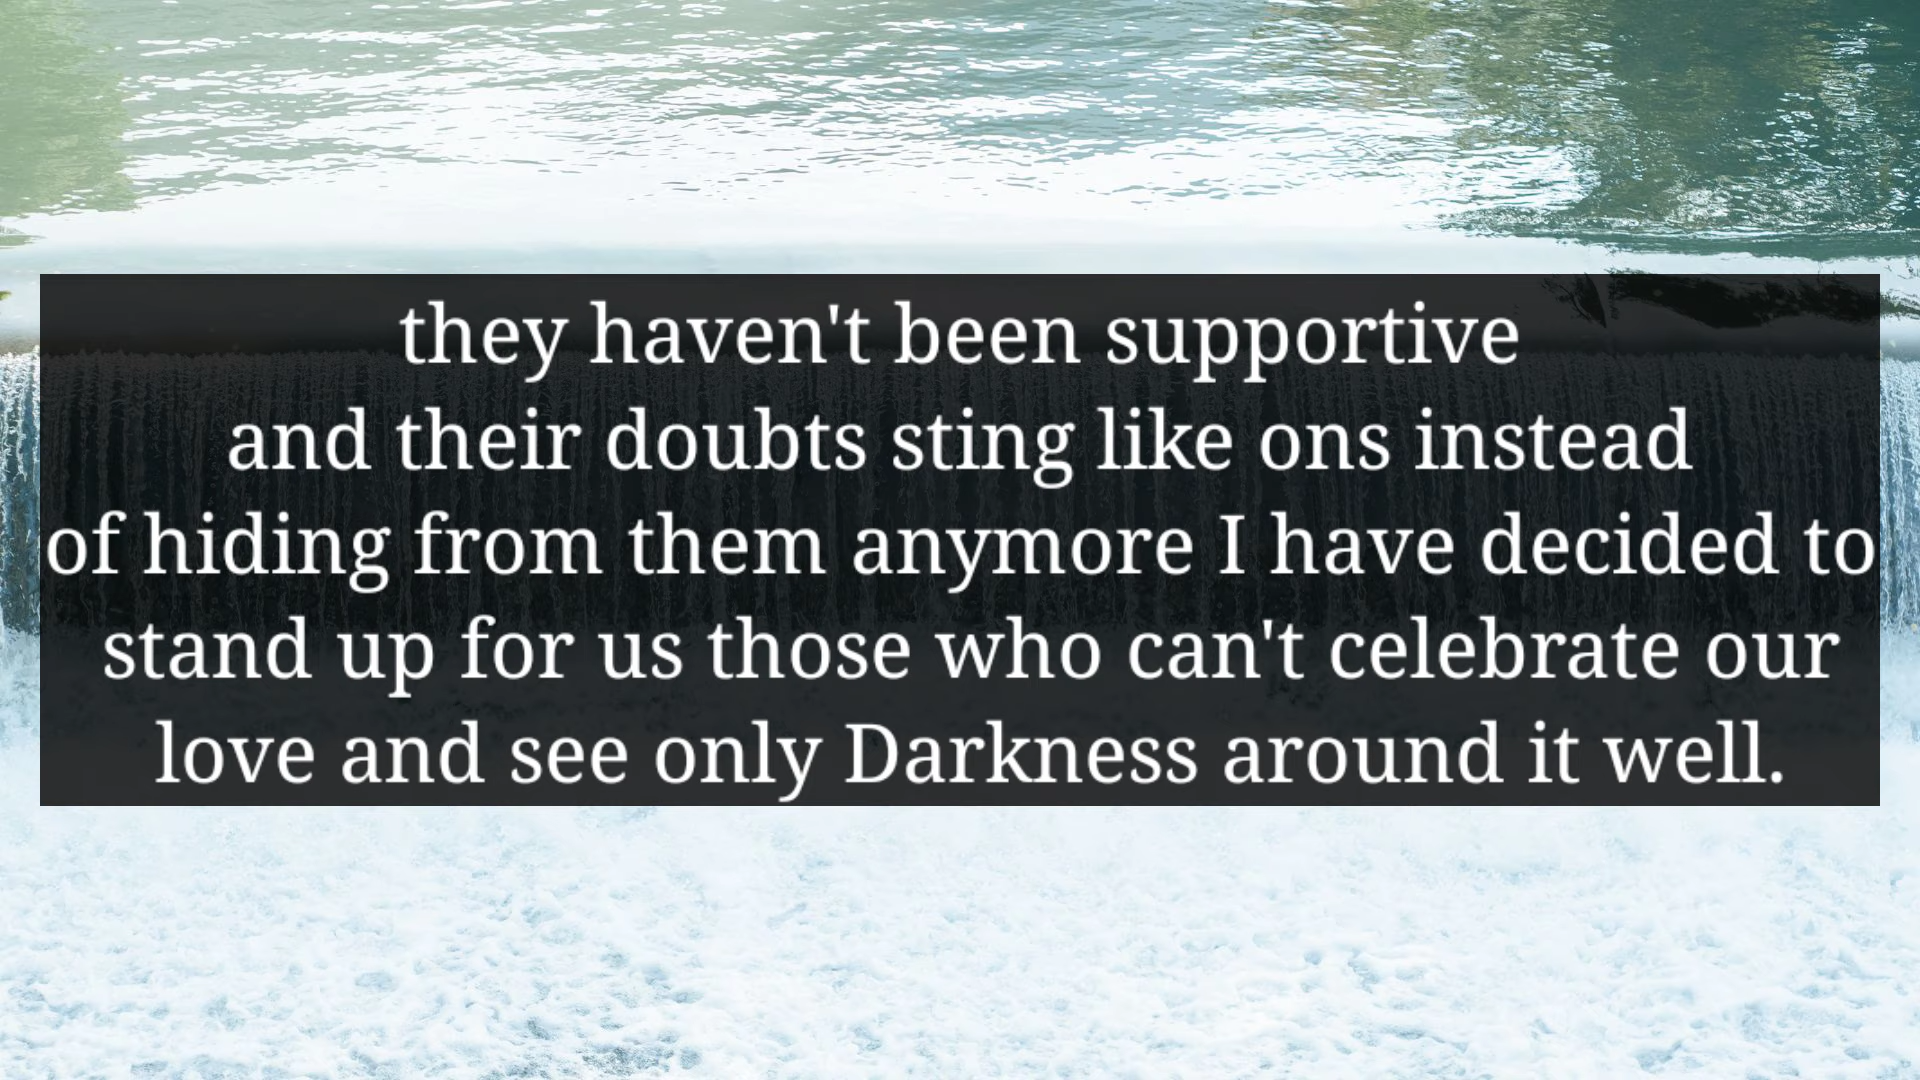 they haven't been supportive
and their doubts sting like ons instead
of hiding from them anymore I have decided to
stand up for us those who can't celebrate our
love and see only Darkness around it well.